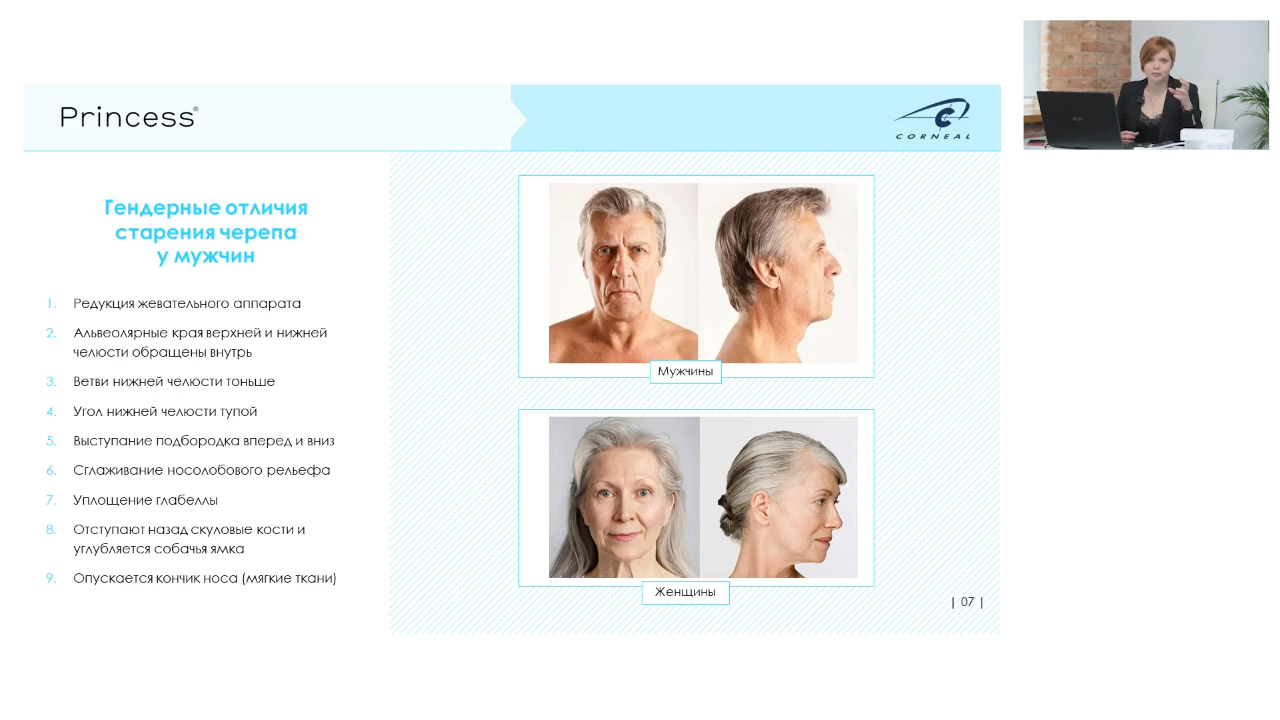 Princess®
CORNEAL
Гендерные отличия
старения черепа
у мужчин
1. Редукция жевательного аппарата
2. Альвеолярные края верхней и нижней
челюсти обращены внутрь
3. Ветви нижней челюсти тоньше
4. Угол нижней челюсти тупой
5. Выступание подбородка вперед и вниз
6. Сглаживание носолобового рельефа
7. Уплощение глабеллы
8. Отступают назад скуловые кости и
углубляется собачья ямка
9. Опускается кончик носа (мягкие ткани)
Мужчины
Женщины
| 07 |